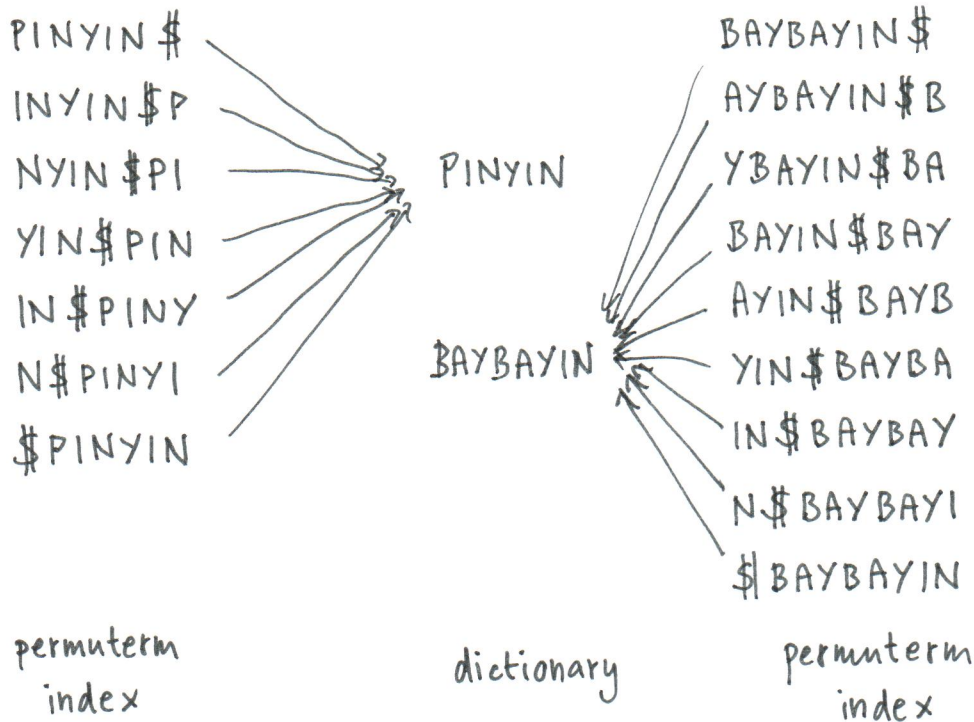 PINYIN$
INYIN$P
NYIN$PI
YIN$PIN
IN$PINY
N$PINYI
$PINYIN
permuterm
index
PINYIN
BAYBAYIN
dictionary
BAYBAYIN$
AYBAYIN$B
YBAYIN$BA
BAYIN$BAY
AYIN$BAYB
YIN$BAYBA
IN$BAYBAY
N$BAYBAYI
$BAYBAYIN
permuterm
index